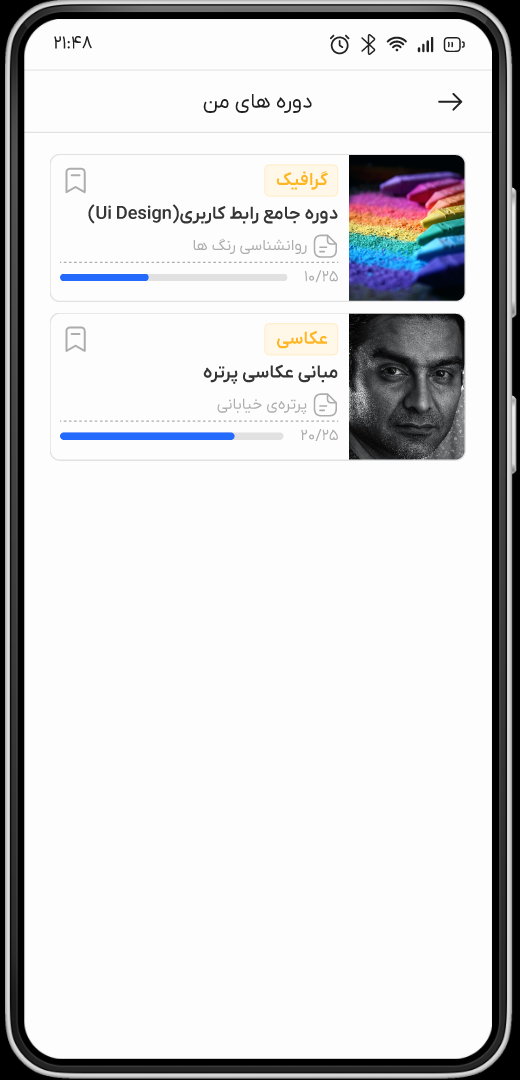 ۲۱:۴۸
دوره های من
گرافیک
دوره جامع رابط کاربری(Ui Design)
روانشناسی رنگ ها
۱۰/۲۵
عکاسی
مبانی عکاسی پرتره
پرتره‌ی خیابانی
۲۰/۲۵